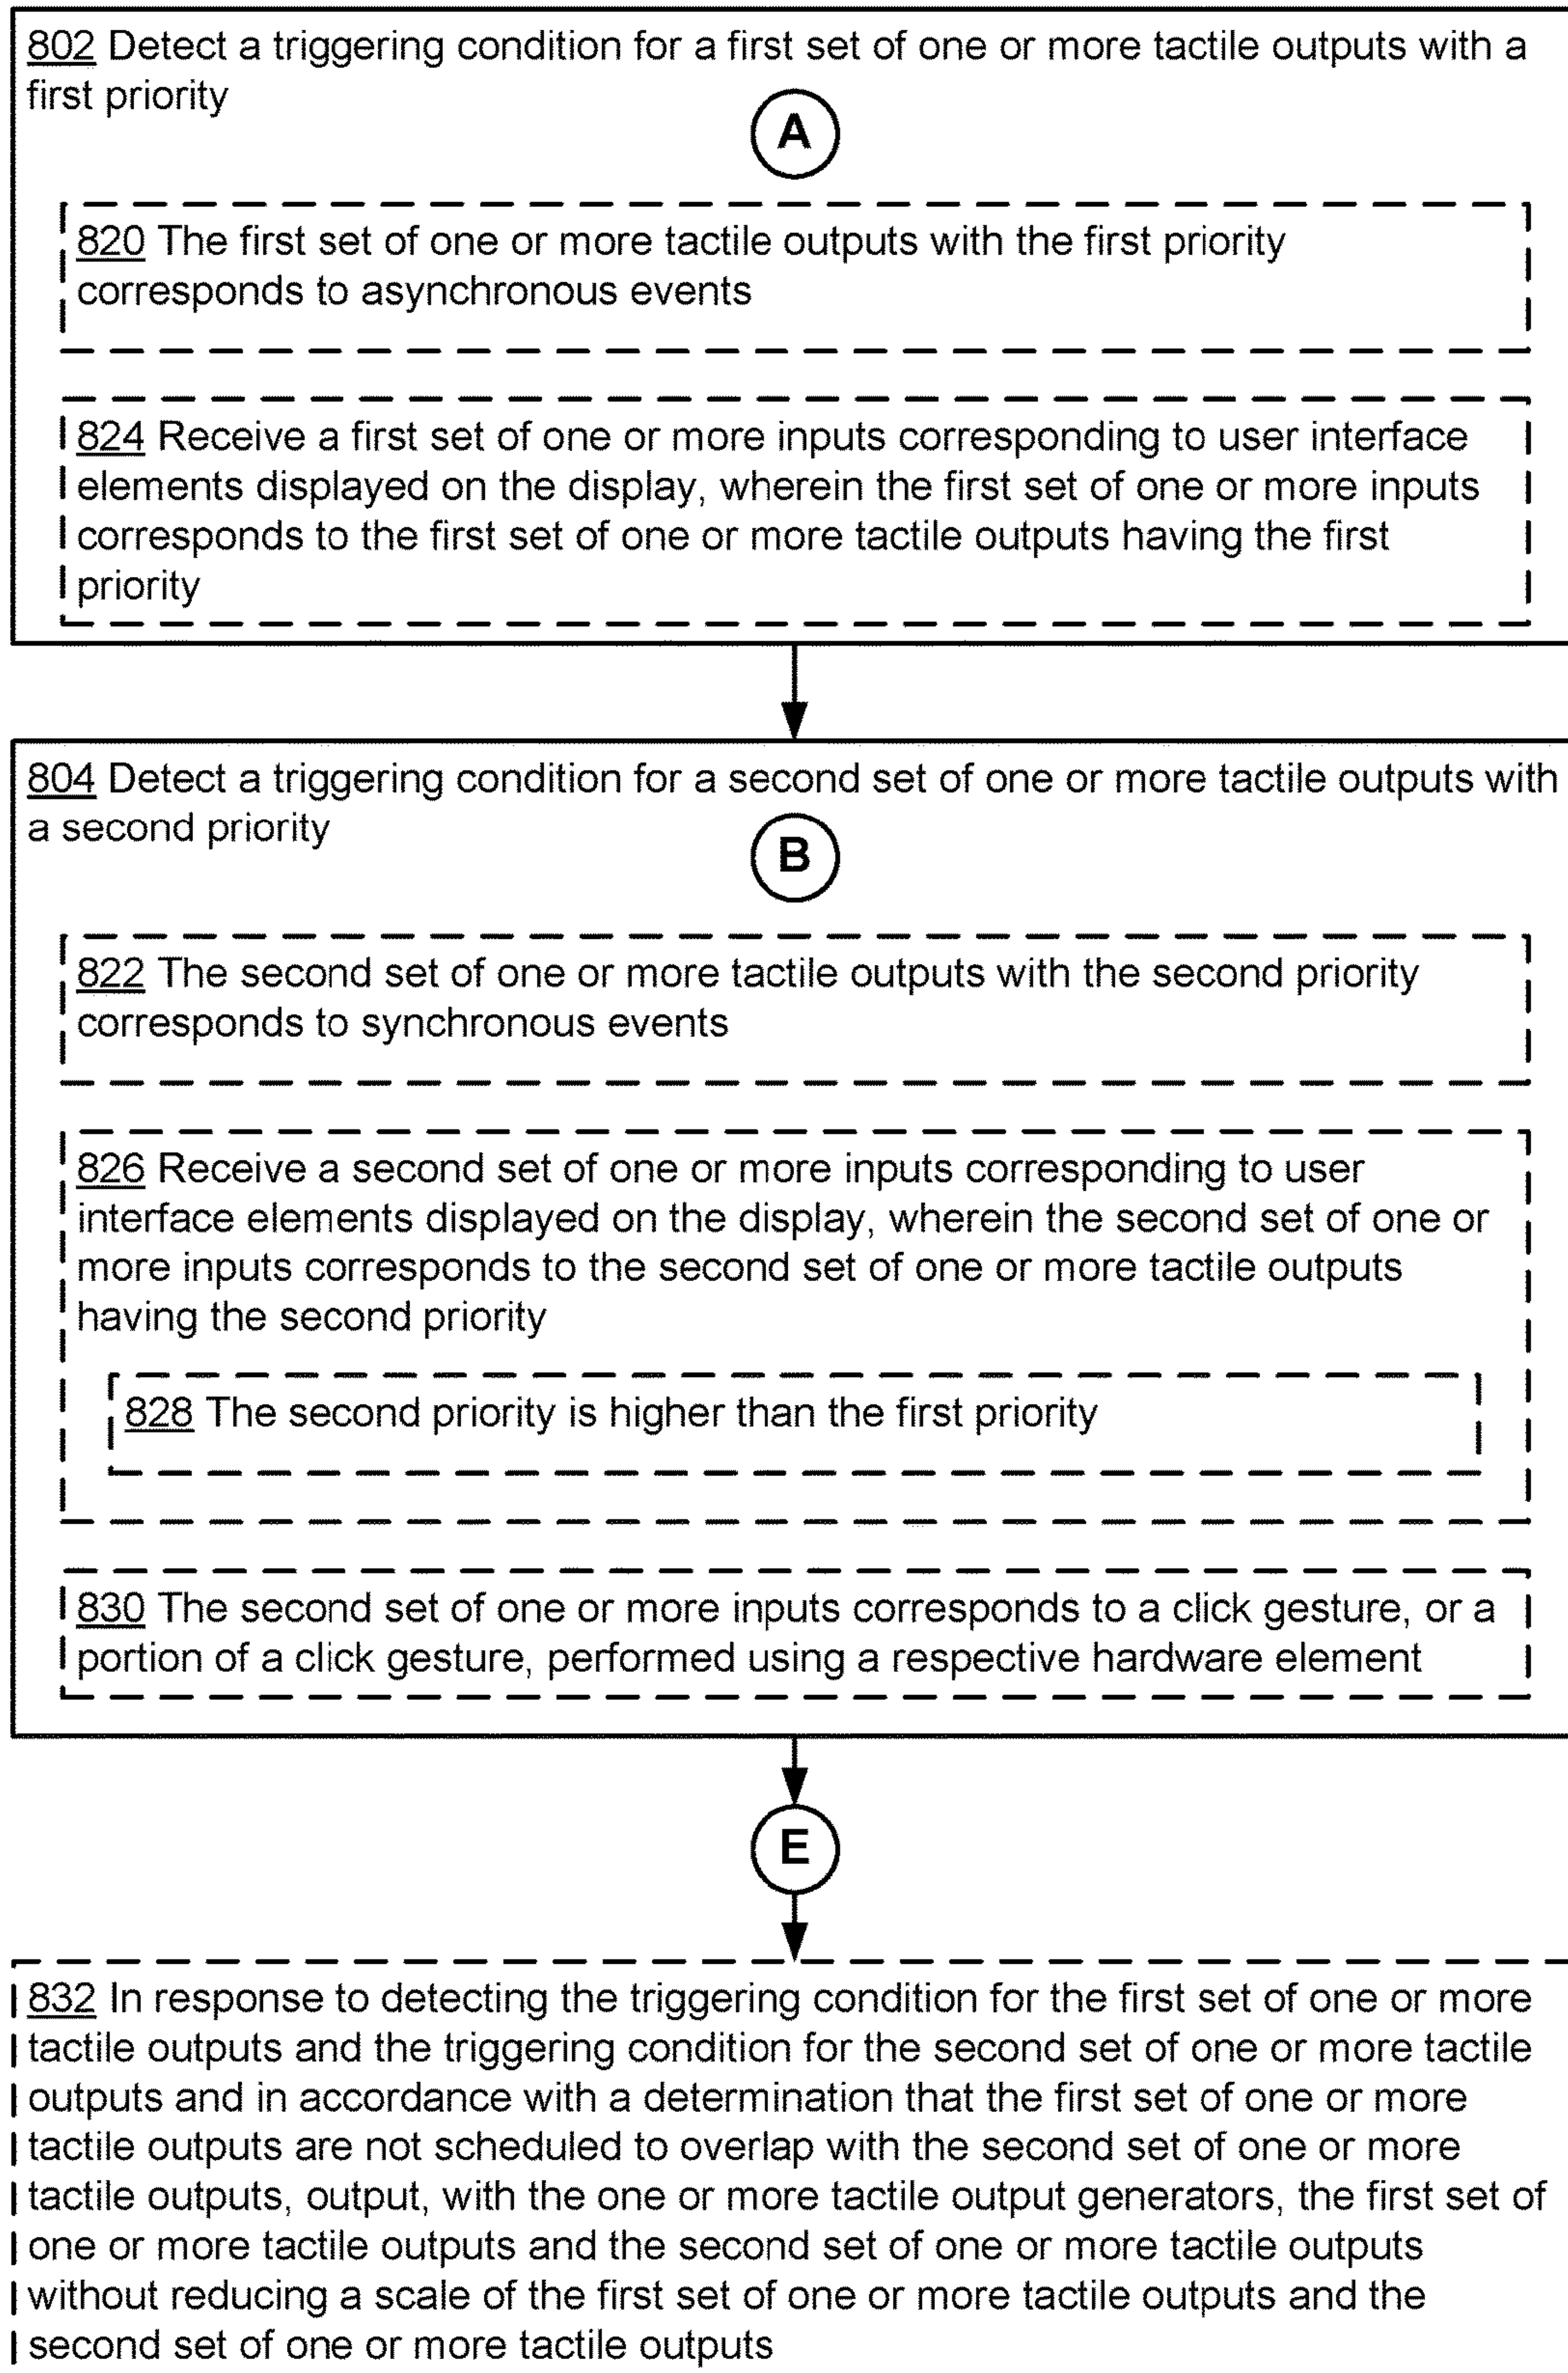 802 Detect a triggering condition for a first set of one or more tactile outputs with a
first priority
A
820 The first set of one or more tactile outputs with the first priority
corresponds to asynchronous events
824 Receive a first set of one or more inputs corresponding to user interface
elements displayed on the display, wherein the first set of one or more inputs
corresponds to the first set of one or more tactile outputs having the first
priority
804 Detect a triggering condition for a second set of one or more tactile outputs with
a second priority
B
822 The second set of one or more tactile outputs with the second priority
corresponds to synchronous events
826 Receive a second set of one or more inputs corresponding to user
interface elements displayed on the display, wherein the second set of one or
more inputs corresponds to the second set of one or more tactile outputs
having the second priority
828 The second priority is higher than the first priority
830 The second set of one or more inputs corresponds to a click gesture, or a
portion of a click gesture, performed using a respective hardware element
E
832 In response to detecting the triggering condition for the first set of one or more
tactile outputs and the triggering condition for the second set of one or more tactile
outputs and in accordance with a determination that the first set of one or more
tactile outputs are not scheduled to overlap with the second set of one or more
tactile outputs, output, with the one or more tactile output generators, the first set of
one or more tactile outputs and the second set of one or more tactile outputs
without reducing a scale of the first set of one or more tactile outputs and the
second set of one or more tactile outputs